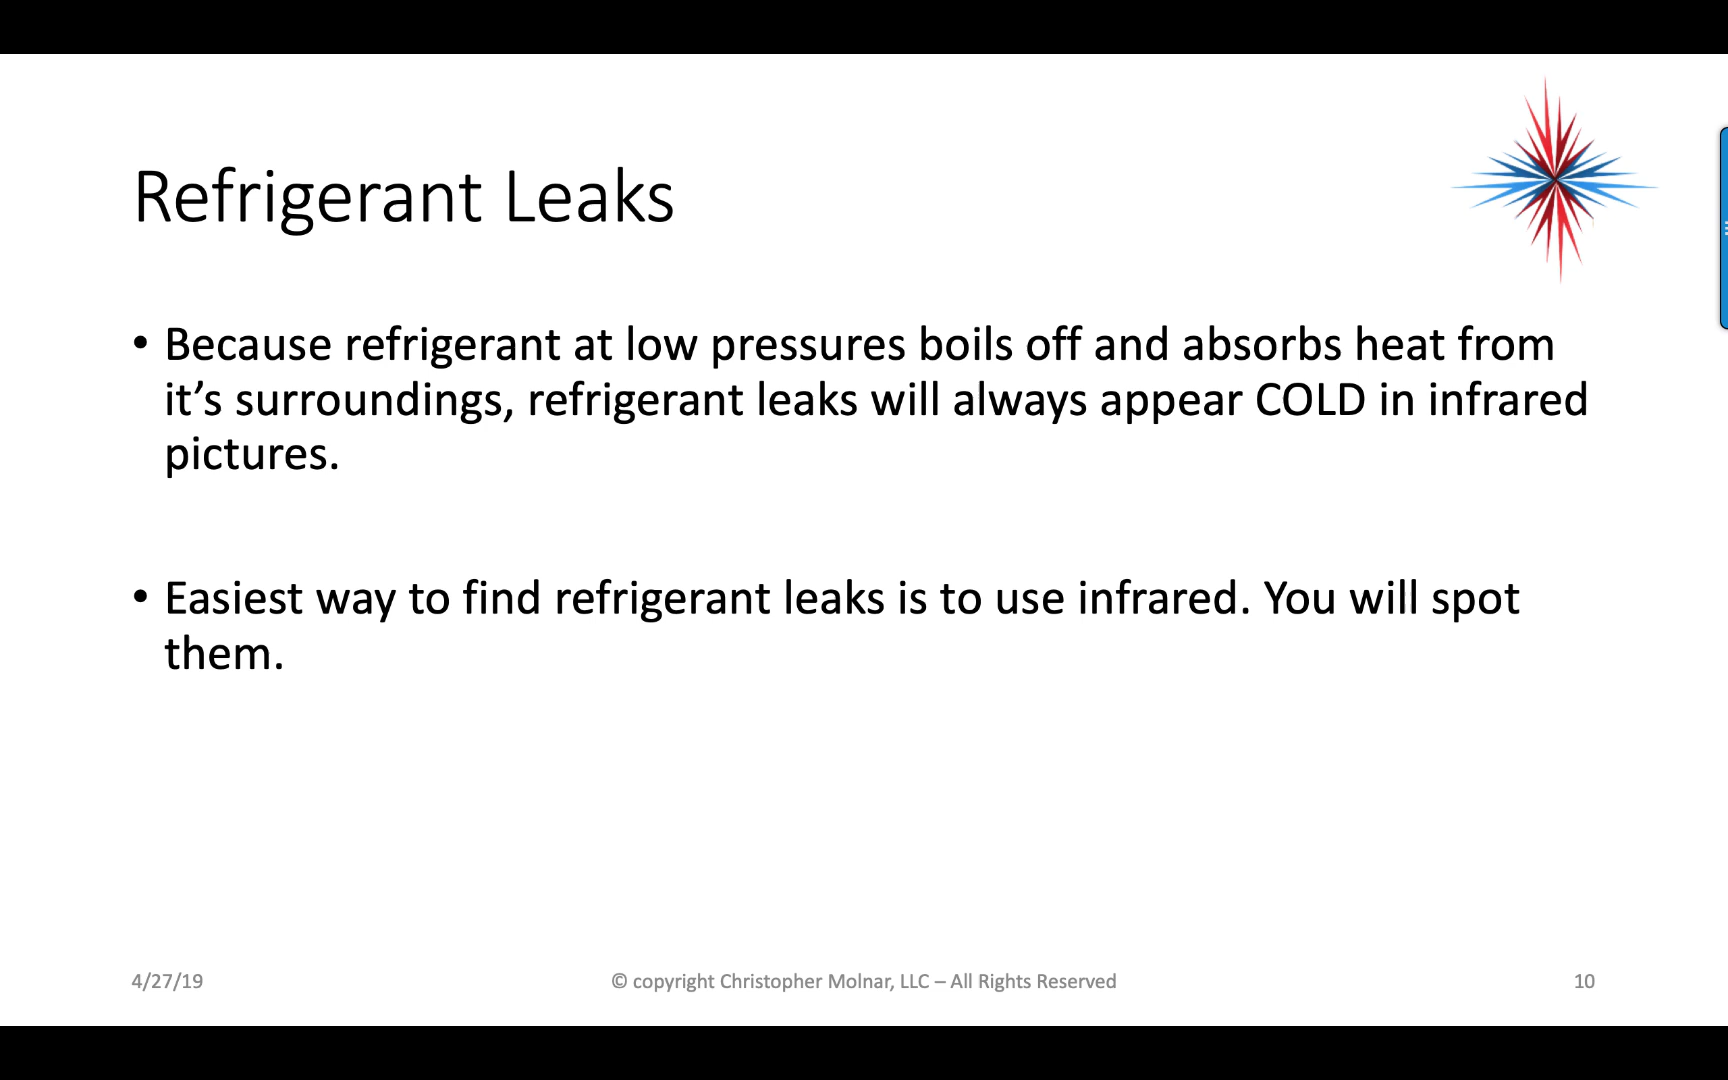 Refrigerant Leaks
• Because refrigerant at low pressures boils off and absorbs heat from
it’s surroundings, refrigerant leaks will always appear COLD in infrared
pictures.
• Easiest way to find refrigerant leaks is to use infrared. You will spot
them.
4/27/19
© copyright Christopher Molnar, LLC – All Rights Reserved
10